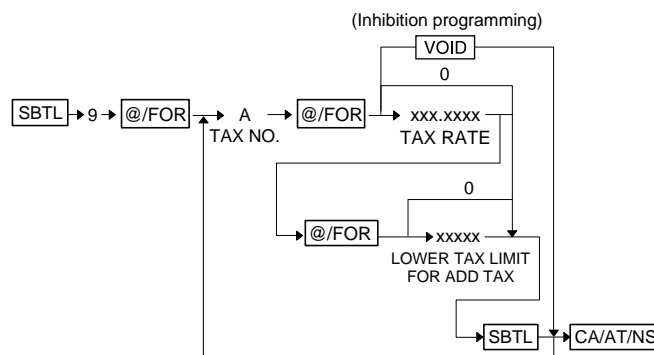 (Inhibition programming)
VOID
0
SBTL 9 @/FOR A @/FOR xxx.xxxx
TAX NO. TAX RATE
0
@/FOR xxxxx
LOWER TAX LIMIT
FOR ADD TAX
SBTL CA/AT/NS